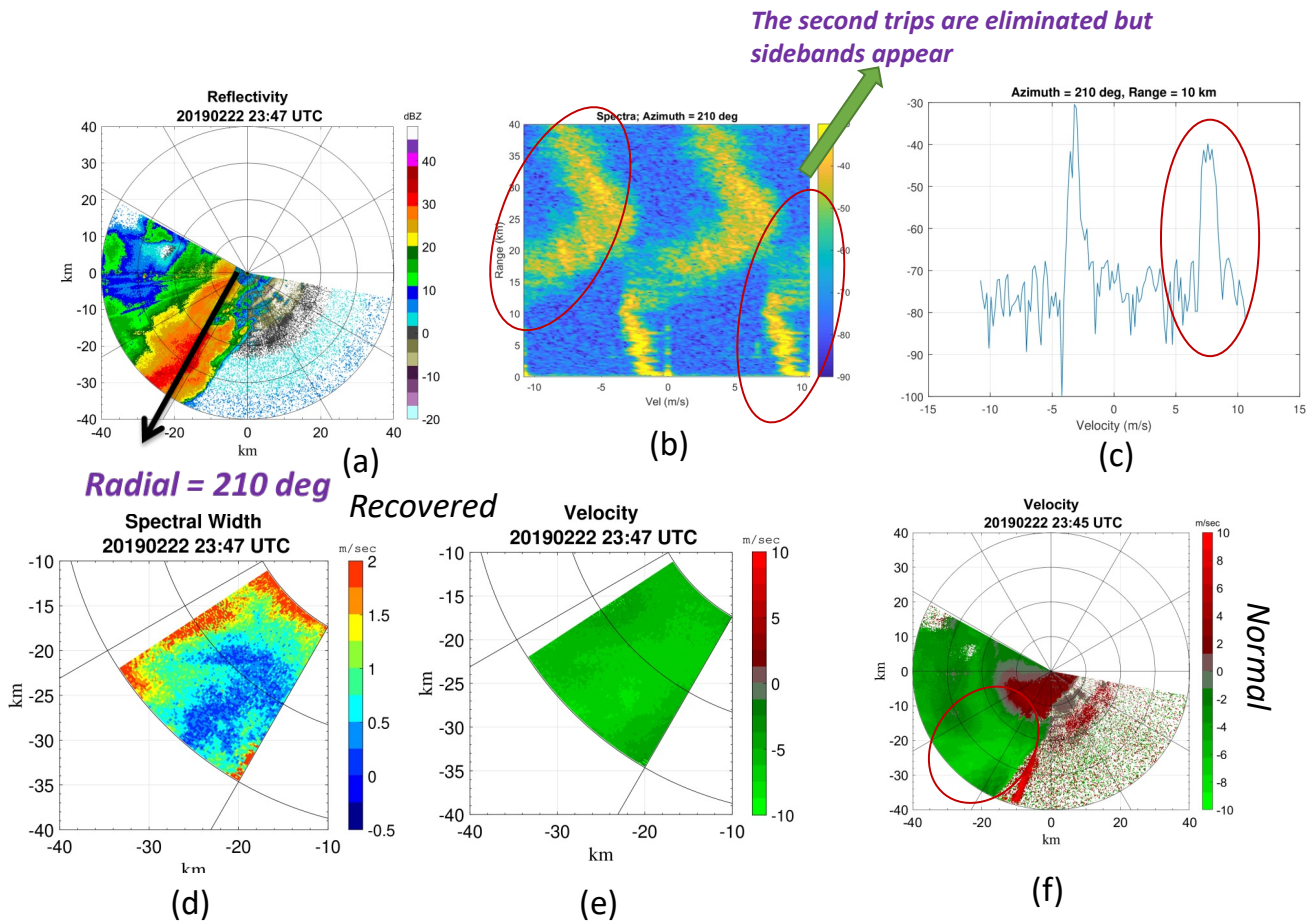 The second trips are eliminated but
sidebands appear
Reflectivity
20190222 23:47 UTC
dBZ
40
30
20
10
0
-10
-20
-30
-40
km
-40 -20 0 20 40
km
40
30
20
10
0
-10
-20
(a)
Spectra; Azimuth = 210 deg
40
35
30
25
20
15
10
5
0
Range (km)
-10 -5 0 5 10
Vel (m/s)
-40
-50
-60
-70
-80
-90
(b)
Azimuth = 210 deg, Range = 10 km
-30
-40
-50
-60
-70
-80
-90
-100
-15 -10 -5 0 5 10 15
Velocity (m/s)
(c)
Radial = 210 deg
Recovered
Spectral Width
20190222 23:47 UTC
m/sec
-10
-15
-20
-25
-30
-35
-40
km
-40 -30 -20 -10
km
2
1.5
1
0.5
0
-0.5
(d)
Velocity
20190222 23:47 UTC
m/sec
-10
-15
-20
-25
-30
-35
-40
km
-40 -30 -20 -10
km
10
5
0
-5
-10
(e)
Velocity
20190222 23:45 UTC
m/sec
40
30
20
10
0
-10
-20
-30
-40
km
-40 -20 0 20 40
km
10
8
6
4
2
0
-2
-4
-6
-8
-10
Normal
(f)